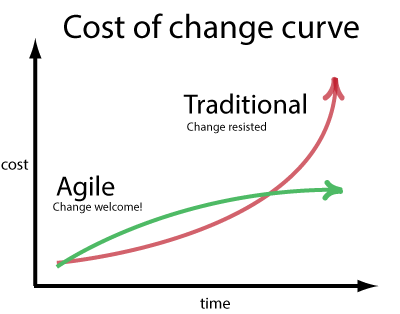 Cost of change curve
Traditional
Change resisted
cost
Agile
Change welcome!
time